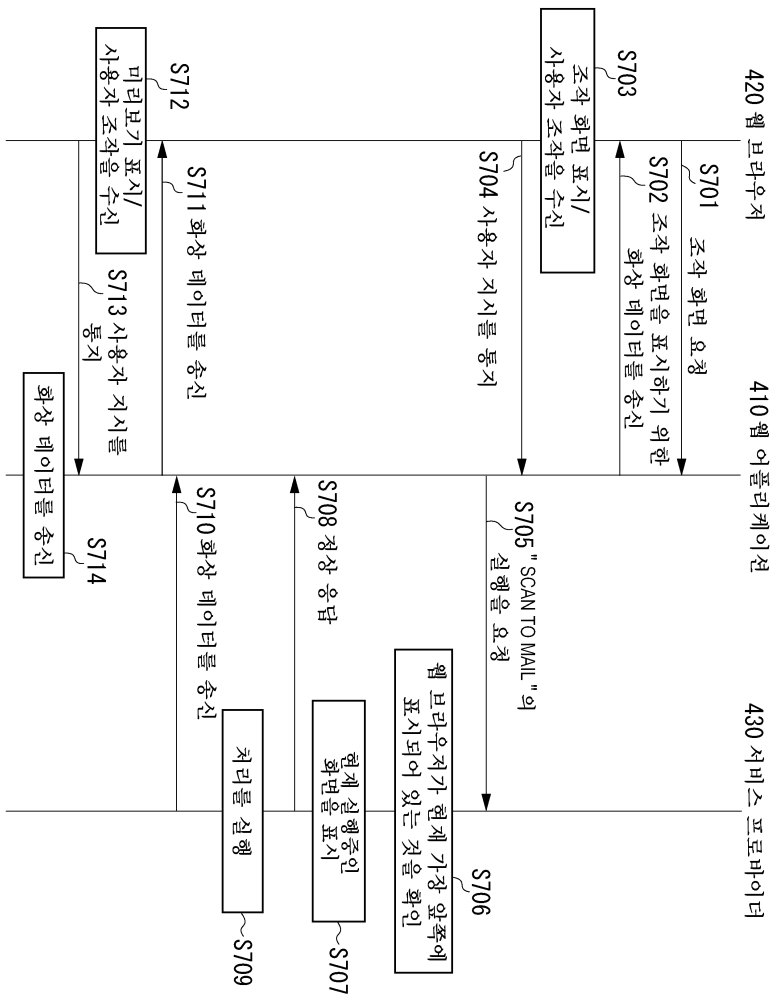 420 웹 브라우저
410 웹 어플리케이션
430 서비스 프로바이더
S701
조작 화면 요청
S702 조작 화면을 표시하기 위한
화상 데이터를 송신
S703
조작 화면 표시/
사용자 조작을 수신
S704 사용자 지시를 통지
S705 " SCAN TO MAIL "의
실행을 요청
웹 브라우저가 현재 가장 앞쪽에
표시되어 있는 것을 확인
S706
현재 실행중인
화면을 표시
S707
S708 정상 응답
처리를 실행
S709
S710 화상 데이터를 송신
S711 화상 데이터를 송신
S712
미리보기 표시/
사용자 조작을 수신
S713 사용자 지시를
통지
화상 데이터를 송신
S714